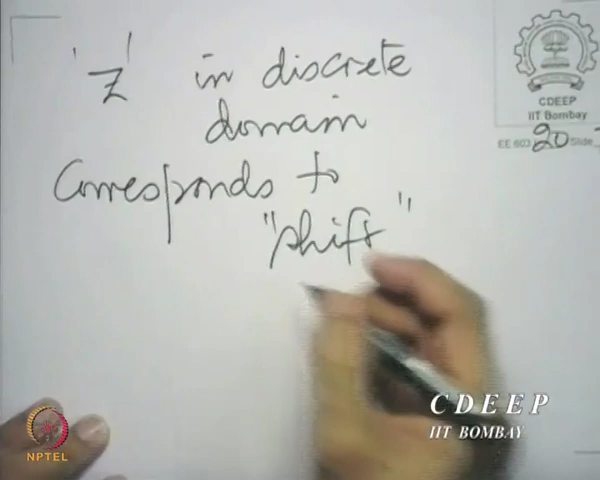 'Z' in discrete
domain
Corresponds to
"shift"
CDEEP
IIT Bombay
EE 603 20 Slide
CDEEP
IIT BOMBAY
NPTEL